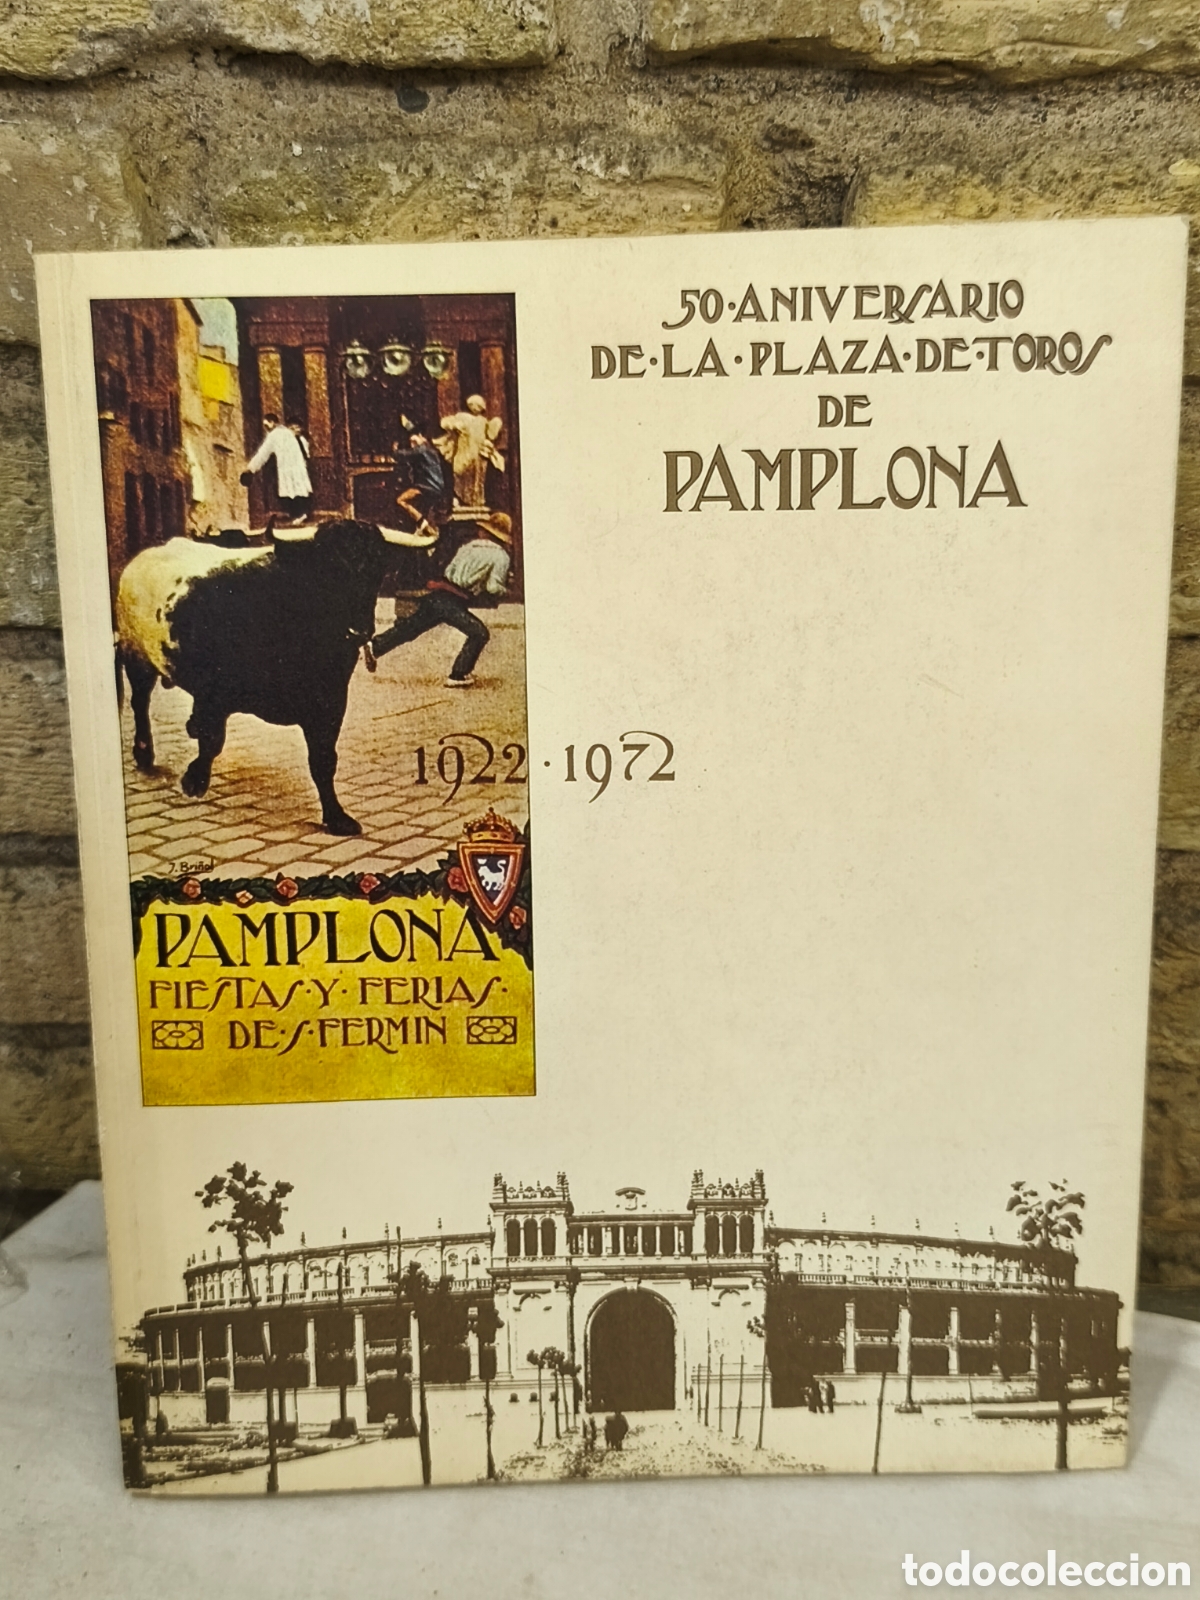 50·ANIVERSARIO
DE·LA·PLAZA·DE·TOROS
DE
PAMPLONA
1922·1972
J. Briñol
PAMPLONA
FIESTAS·Y·FERIAS·
DE·S·FERMIN
todocoleccion